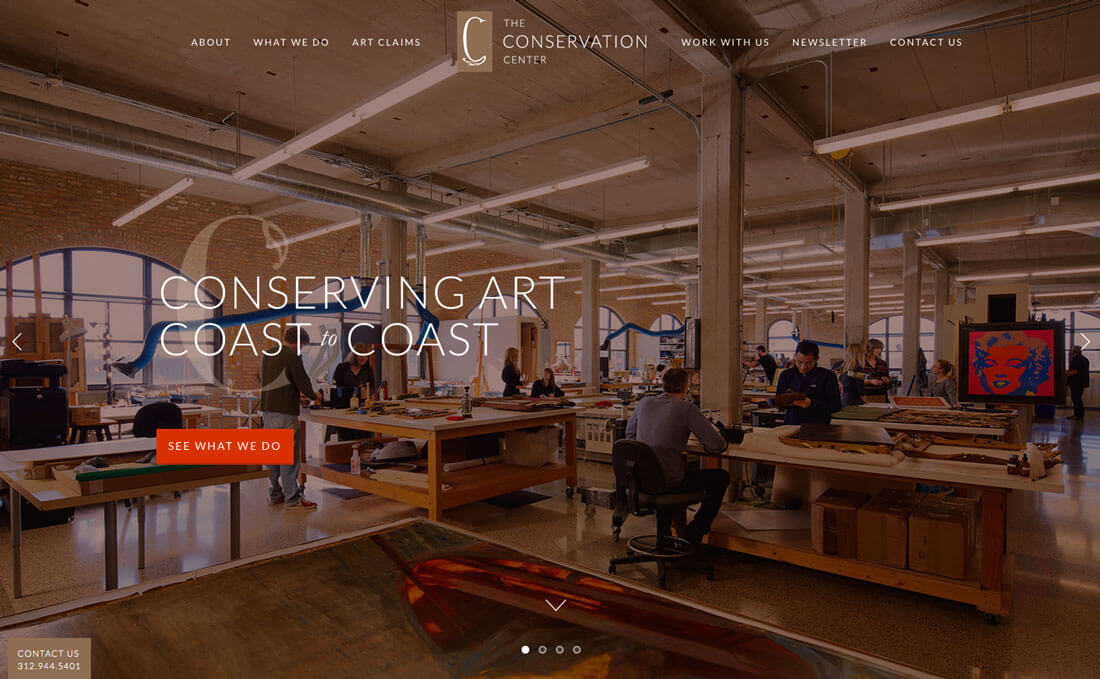 ABOUT
WHAT WE DO
ART CLAIMS
THE
CONSERVATION
CENTER
WORK WITH US
NEWSLETTER
CONTACT US
CONSERVING ART
COAST to COAST
SEE WHAT WE DO
CONTACT US
312.944.5401